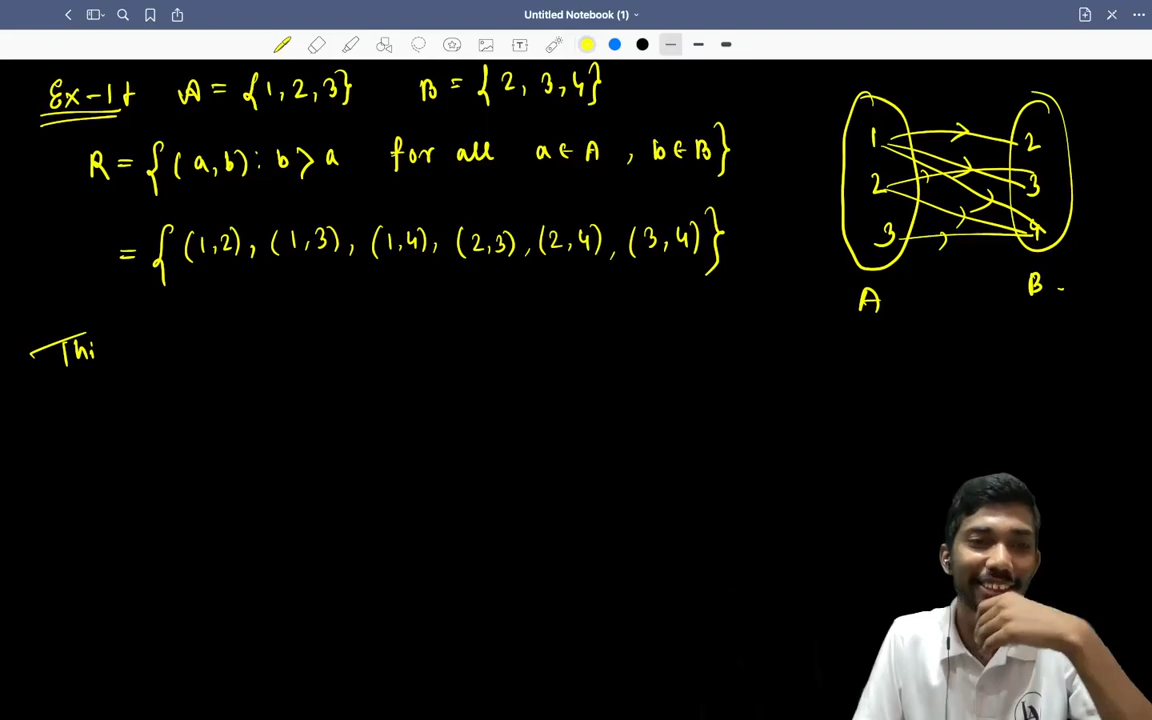 Untitled Notebook (1)
Ex-1+ A = {1, 2, 3} B = {2, 3, 4}
R = {(a, b) : b > a for all a ∈ A , b ∈ B}
= {(1,2), (1,3), (1,4), (2,3), (2,4), (3,4)}
1 2
2 3
3 4
A B
Thi